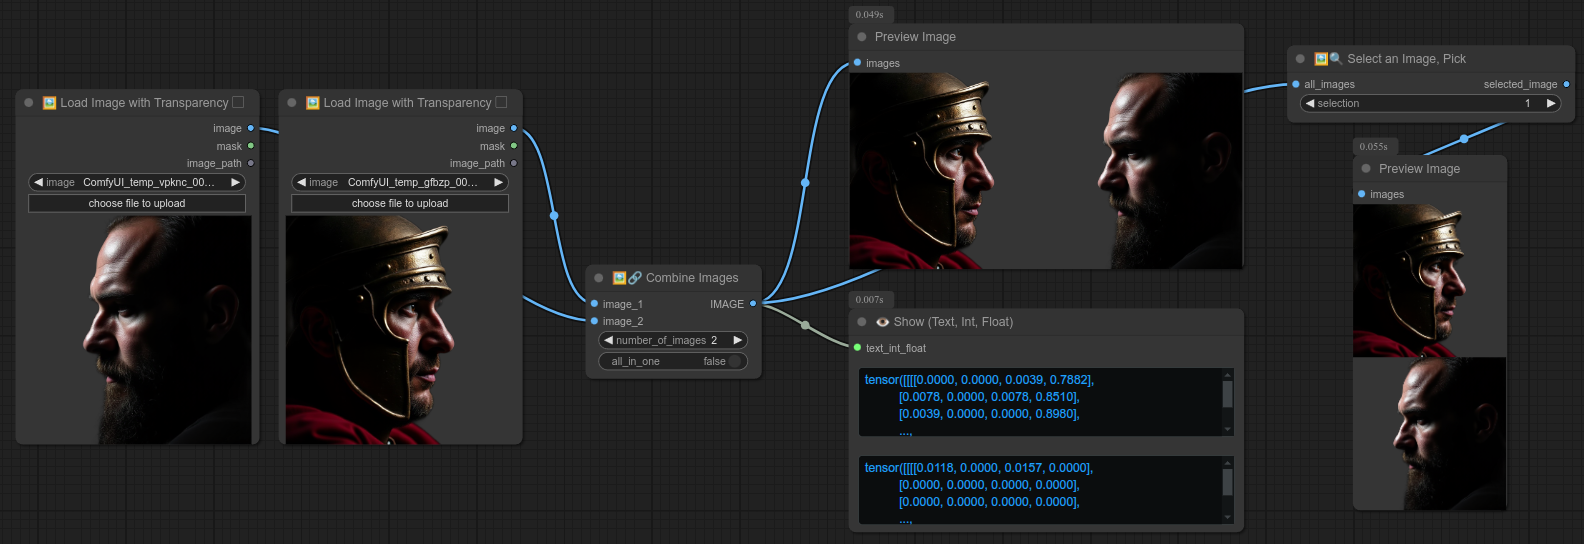 Load Image with Transparency
image
mask
image_path
image ComfyUI_temp_vpknc_00...
choose file to upload
Load Image with Transparency
image
mask
image_path
image ComfyUI_temp_gfbzp_00...
choose file to upload
Combine Images
image_1 IMAGE
image_2
number_of_images 2
all_in_one false
0.049s
Preview Image
images
0.007s
Show (Text, Int, Float)
text_int_float
tensor([[[[0.0000, 0.0000, 0.0039, 0.7882],
[0.0078, 0.0000, 0.0078, 0.8510],
[0.0039, 0.0000, 0.0000, 0.8980],
...,
tensor([[[[0.0118, 0.0000, 0.0157, 0.0000],
[0.0000, 0.0000, 0.0000, 0.0000],
[0.0000, 0.0000, 0.0000, 0.0000],
...,
Select an Image, Pick
all_images selected_image
selection 1
0.055s
Preview Image
images